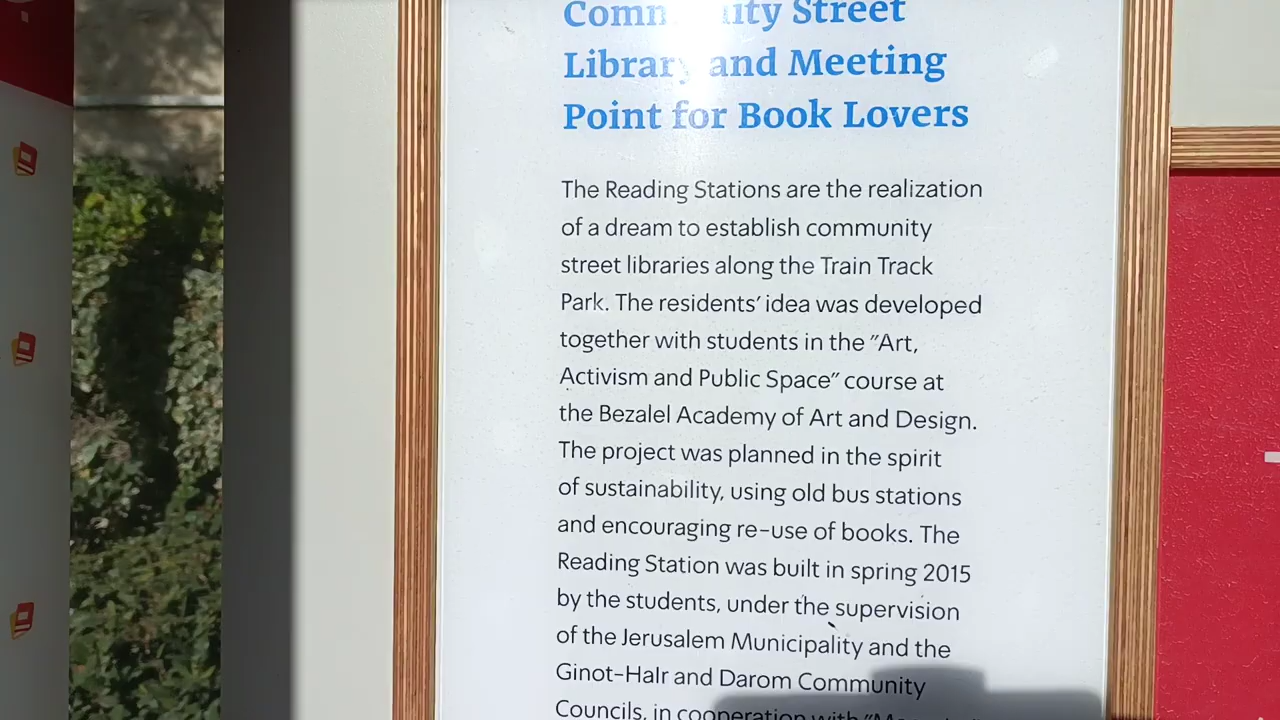 Community Street
Library and Meeting
Point for Book Lovers
The Reading Stations are the realization
of a dream to establish community
street libraries along the Train Track
Park. The residents' idea was developed
together with students in the "Art,
Activism and Public Space" course at
the Bezalel Academy of Art and Design.
The project was planned in the spirit
of sustainability, using old bus stations
and encouraging re-use of books. The
Reading Station was built in spring 2015
by the students, under the supervision
of the Jerusalem Municipality and the
Ginot-HaIr and Darom Community
Councils, in cooperation with